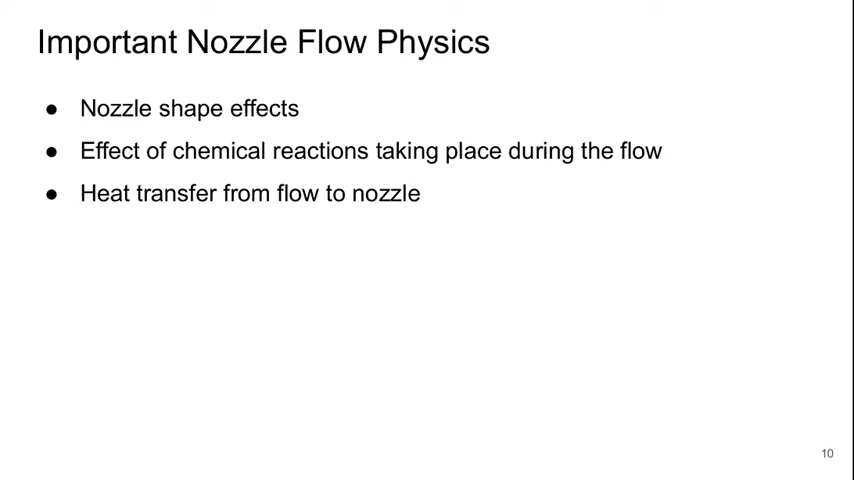 Important Nozzle Flow Physics
● Nozzle shape effects
● Effect of chemical reactions taking place during the flow
● Heat transfer from flow to nozzle
10